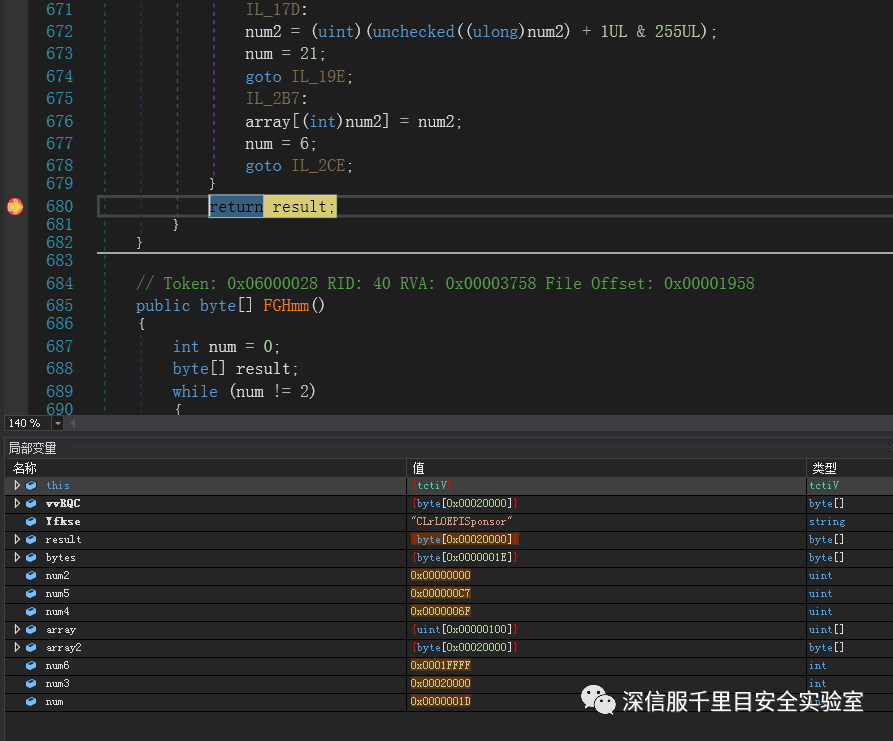 671 IL_17D:
672 num2 = (uint)(unchecked((ulong)num2) + 1UL & 255UL);
673 num = 21;
674 goto IL_19E;
675 IL_2B7:
676 array[(int)num2] = num2;
677 num = 6;
678 goto IL_2CE;
679 }
680 return result;
681 }
682 }
683
684 // Token: 0x06000028 RID: 40 RVA: 0x00003758 File Offset: 0x00001958
685 public byte[] FGHmm()
686 {
687 int num = 0;
688 byte[] result;
689 while (num != 2)
690 {
140 %
局部变量
名称 值 类型
this {tctiV} tctiV
vvRQC {byte[0x00020000]} byte[]
Yfkse "CLrLOEPISponsor" string
result {byte[0x00020000]} byte[]
bytes {byte[0x0000001E]} byte[]
num2 0x00000000 uint
num5 0x000000C7 uint
num4 0x0000006F uint
array {uint[0x00000100]} uint[]
array2 {byte[0x00020000]} byte[]
num6 0x0001FFFF int
num3 0x00020000 int
num 0x0000001D
深信服千里目安全实验室